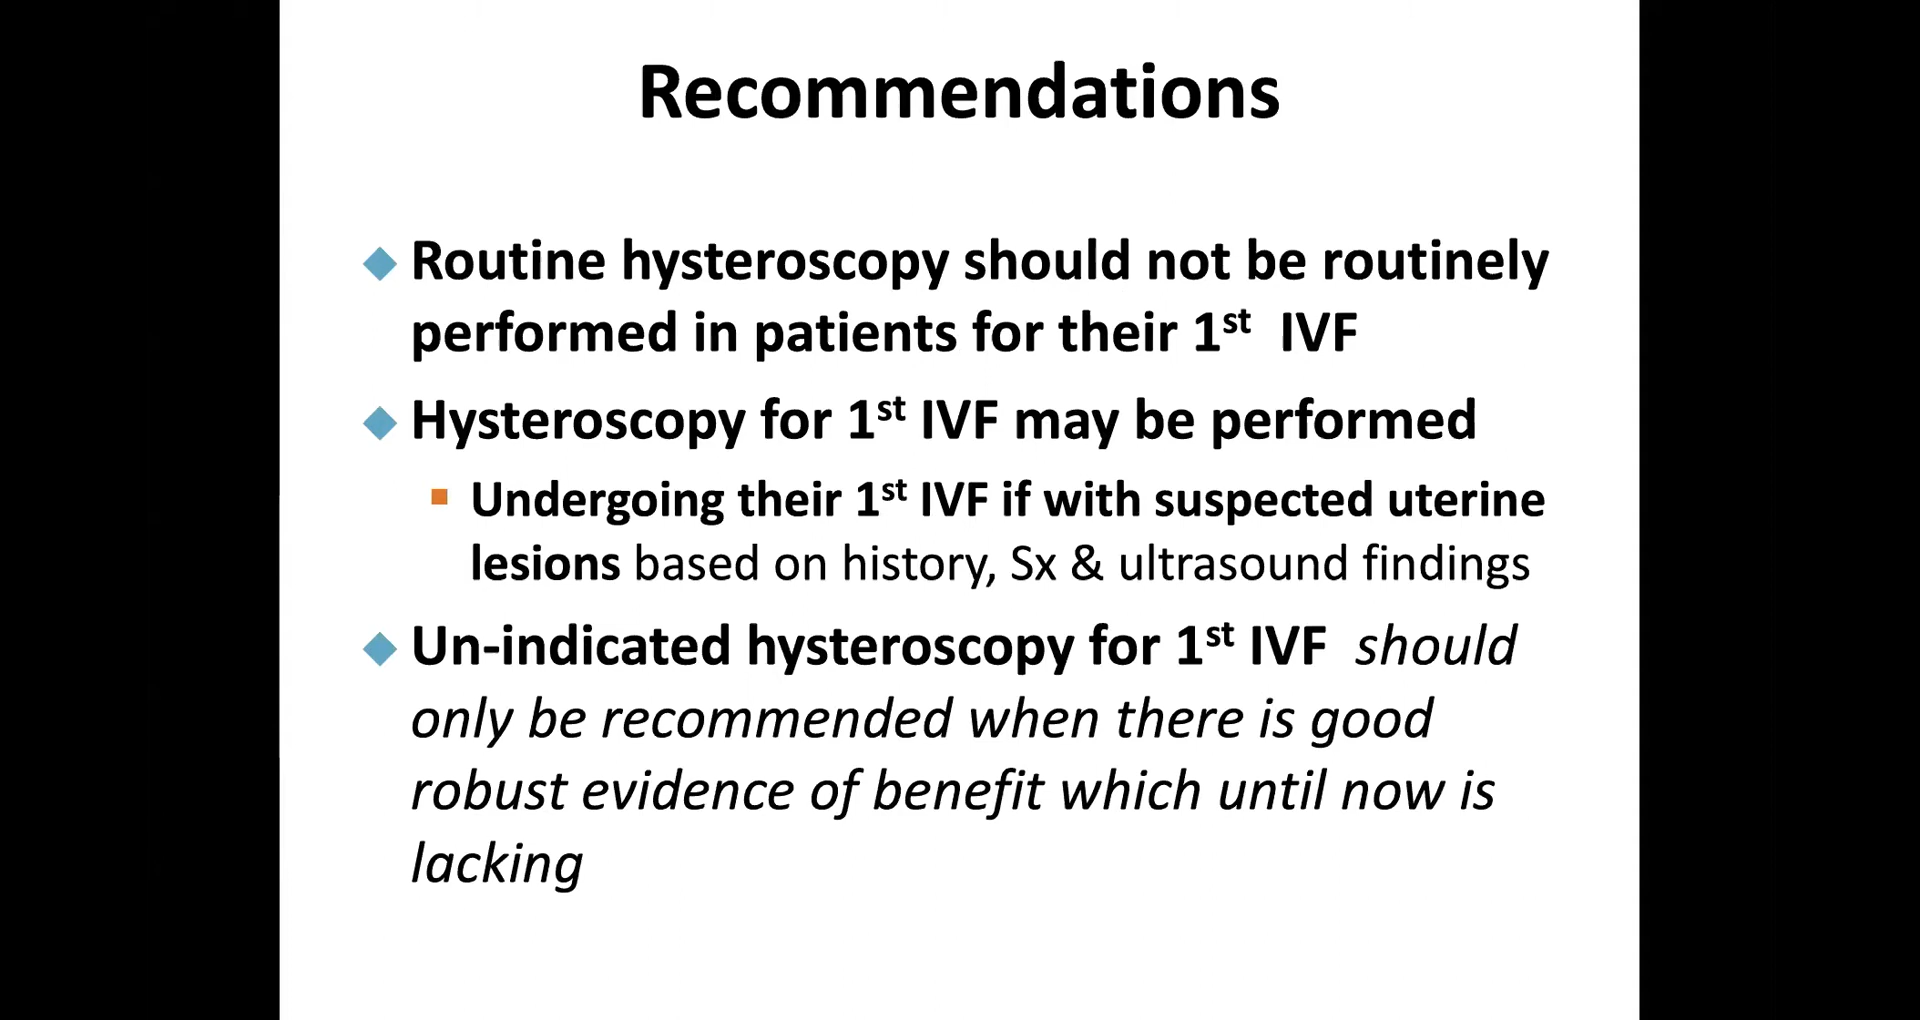 Recommendations
Routine hysteroscopy should not be routinely
performed in patients for their 1st IVF
Hysteroscopy for 1st IVF may be performed
Undergoing their 1st IVF if with suspected uterine
lesions based on history, Sx & ultrasound findings
Un-indicated hysteroscopy for 1st IVF should
only be recommended when there is good
robust evidence of benefit which until now is
lacking